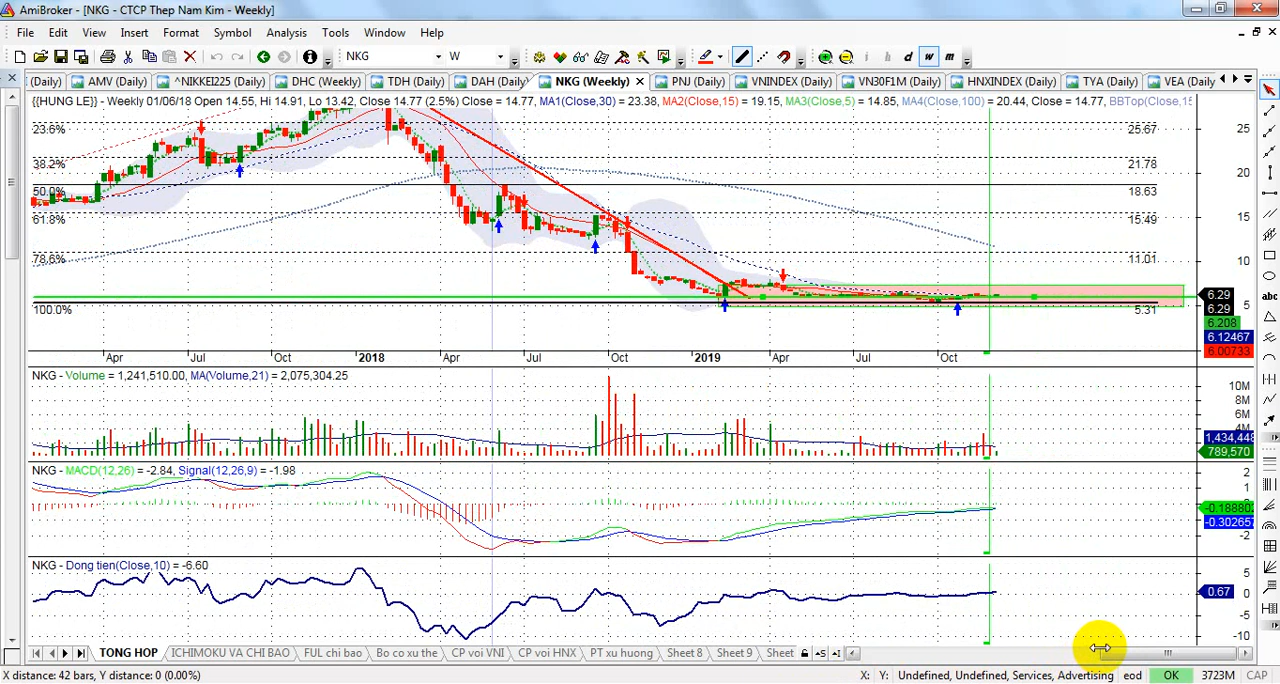 AmiBroker - [NKG - CTCP Thep Nam Kim - Weekly]
File Edit View Insert Format Symbol Analysis Tools Window Help
NKG W i h d w m
(Daily) AMV (Daily) ^NIKKEI225 (Daily) DHC (Weekly) TDH (Daily) DAH (Daily) NKG (Weekly) PNJ (Daily) VNINDEX (Daily) VN30F1M (Daily) HNXINDEX (Daily) TYA (Daily) VEA (Daily)
{{HUNG LE}} - Weekly 01/06/18 Open 14.55, Hi 14.91, Lo 13.42, Close 14.77 (2.5%) Close = 14.77, MA1(Close,30) = 23.38, MA2(Close,15) = 19.15, MA3(Close,5) = 14.85, MA4(Close,100) = 20.44, Close = 14.77, BBTop(Close,15
23.6% 25.67 25
38.2% 21.78 20
50.0% 18.63
61.8% 15.49 15
78.6% 11.01 10
6.29
6.29
100.0% 5.31 5
6.208
6.12467
6.00733
Apr Jul Oct 2018 Apr Jul Oct 2019 Apr Jul Oct
NKG - Volume = 1,241,510.00, MA(Volume,21) = 2,075,304.25
10M
8M
6M
4M
1,434,448
789,570
NKG - MACD(12,26) = -2.84, Signal(12,26,9) = -1.98
2
1
0
-0.18880
-0.30265
-2
NKG - Dong tien(Close,10) = -6.60
5
0
0.67
-5
-10
TONG HOP ICHIMOKU VA CHI BAO FUL chi bao Bo co xu the CP voi VNI CP voi HNX PT xu huong Sheet 8 Sheet 9 Sheet
X distance: 42 bars, Y distance: 0 (0.00%) X: Y: Undefined, Undefined, Services, Advertising eod OK 3723M CAP
abc